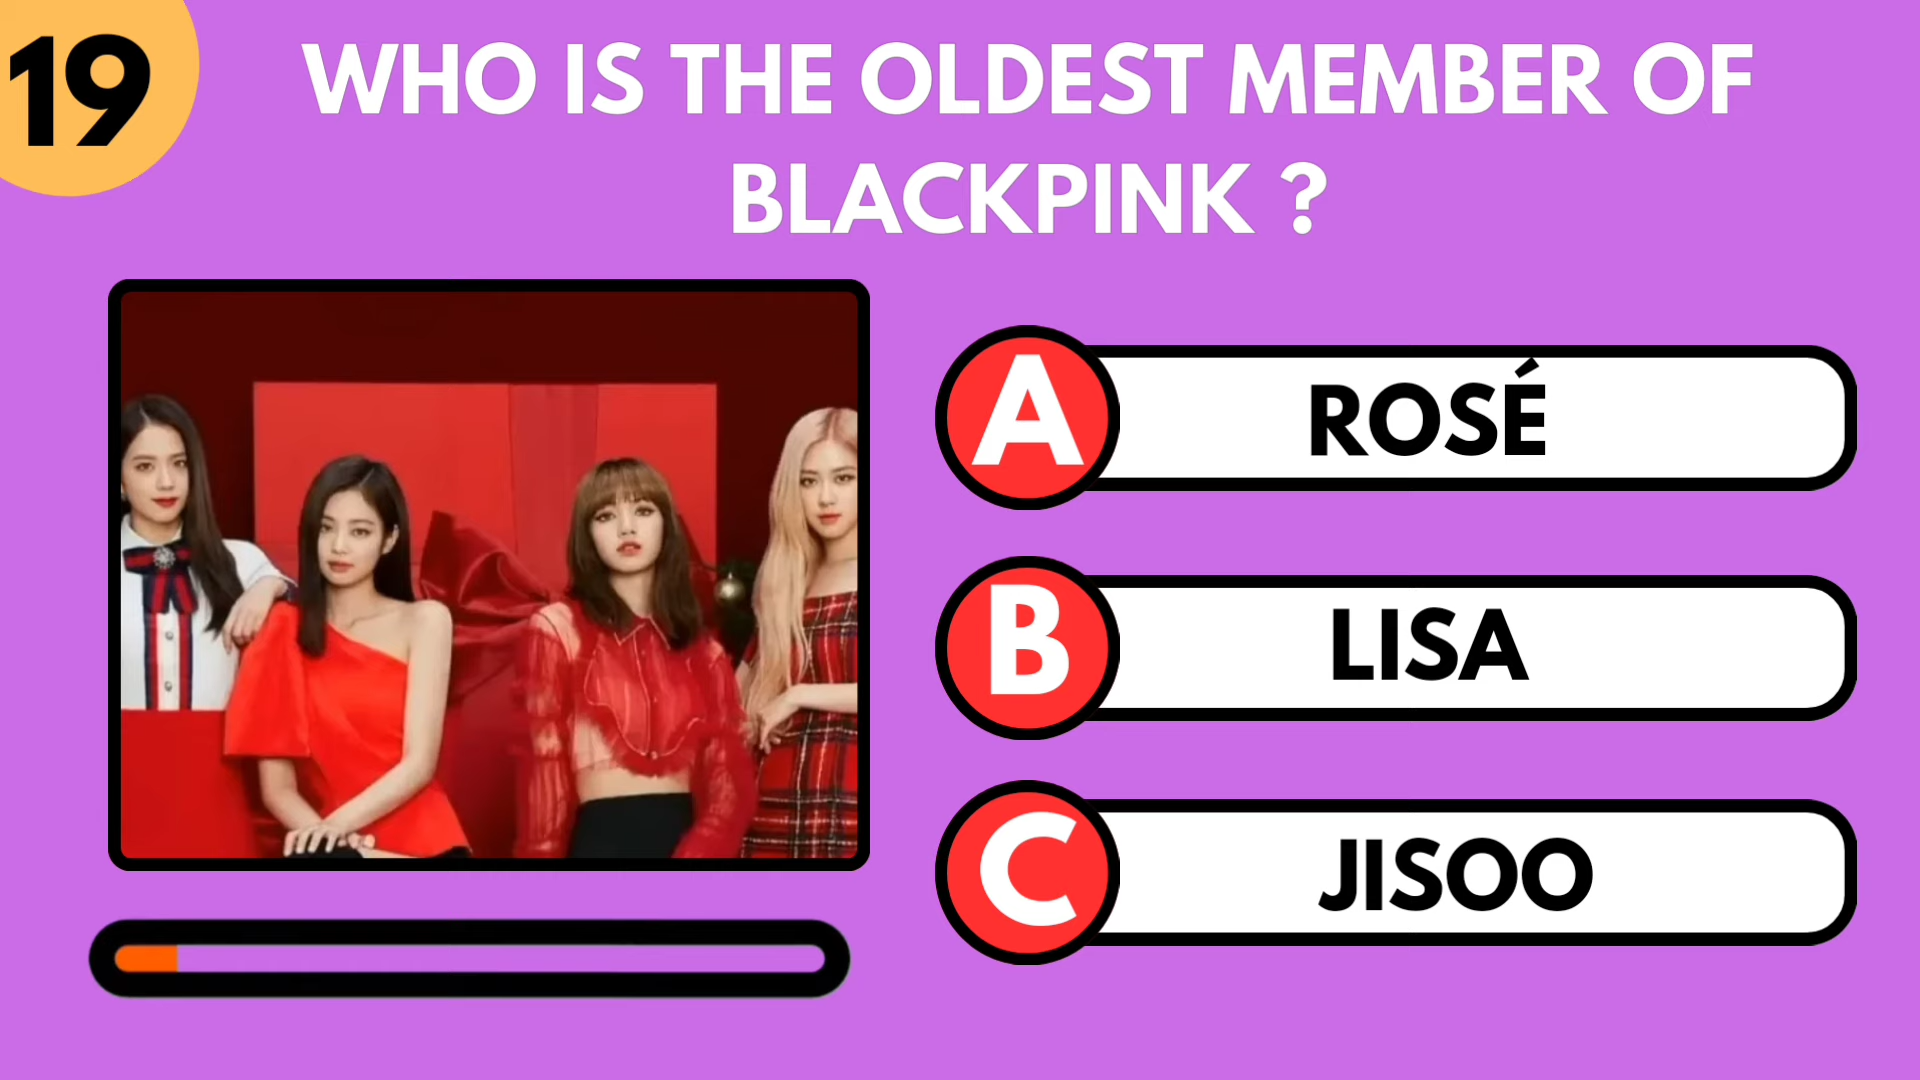 19
WHO IS THE OLDEST MEMBER OF
BLACKPINK ?
A
ROSÉ
B
LISA
C
JISOO